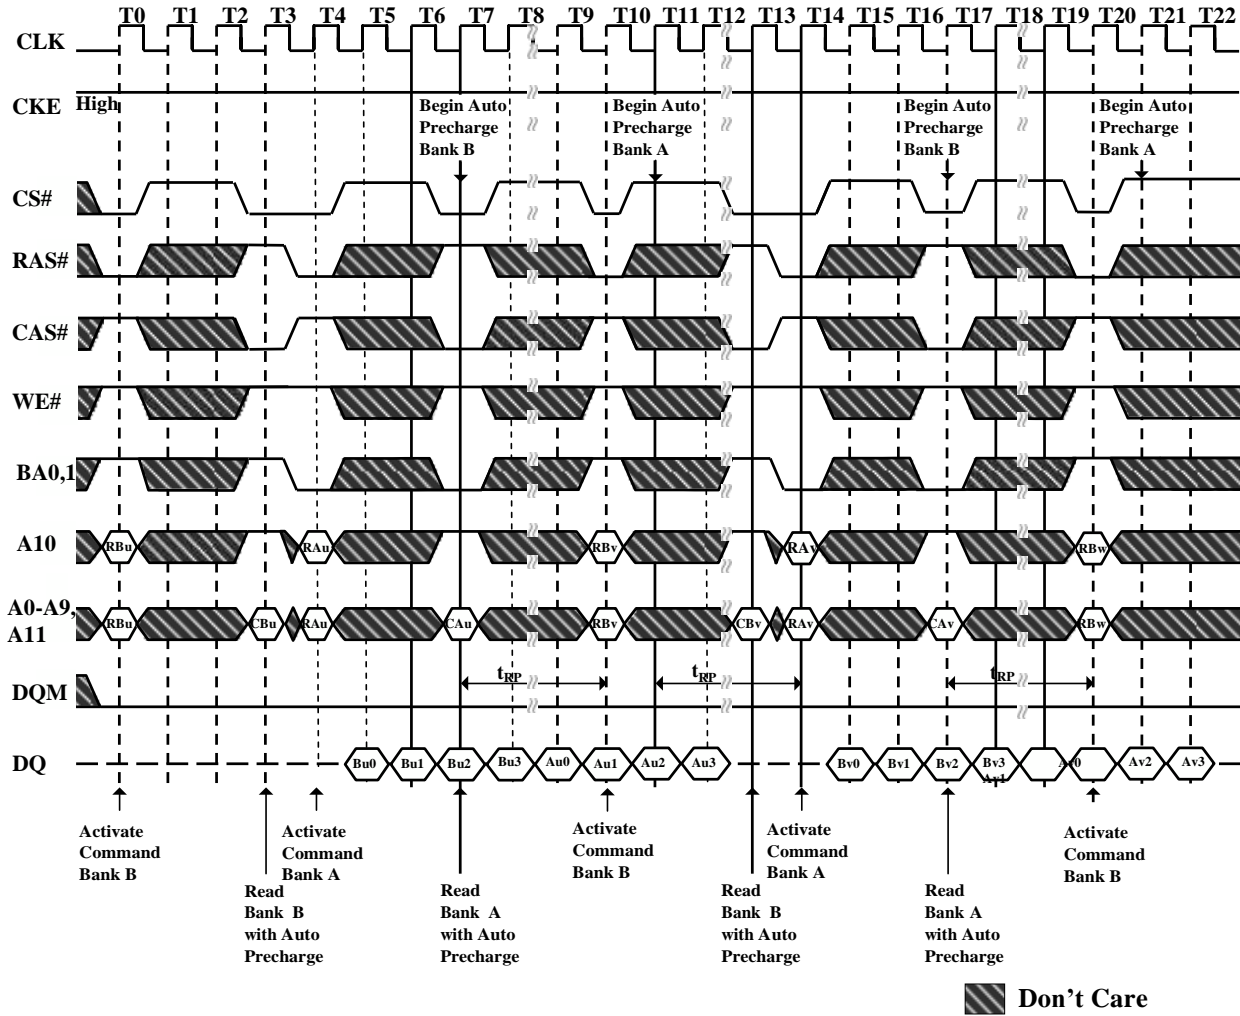 T0 T1 T2 T3 T4 T5 T6 T7 T8 T9 T10 T11 T12 T13 T14 T15 T16 T17 T18 T19 T20 T21 T22
CLK
CKE High
Begin Auto
Precharge
Bank B
Begin Auto
Precharge
Bank A
Begin Auto
Precharge
Bank B
Begin Auto
Precharge
Bank A
CS#
RAS#
CAS#
WE#
BA0,1
A10 RBu RAu RBv RAv RBw
A0-A9,
A11
RBu CBu RAu CAu RBv CBv RAv CAv RBw
DQM
tRP tRP tRP
DQ Bu0 Bu1 Bu2 Bu3 Au0 Au1 Au2 Au3 Bv0 Bv1 Bv2 Bv3 Av0 Av2 Av3
Av1
Activate
Command
Bank B
Activate
Command
Bank A
Activate
Command
Bank B
Activate
Command
Bank A
Activate
Command
Bank B
Read
Bank B
with Auto
Precharge
Read
Bank A
with Auto
Precharge
Read
Bank B
with Auto
Precharge
Read
Bank A
with Auto
Precharge
Don't Care